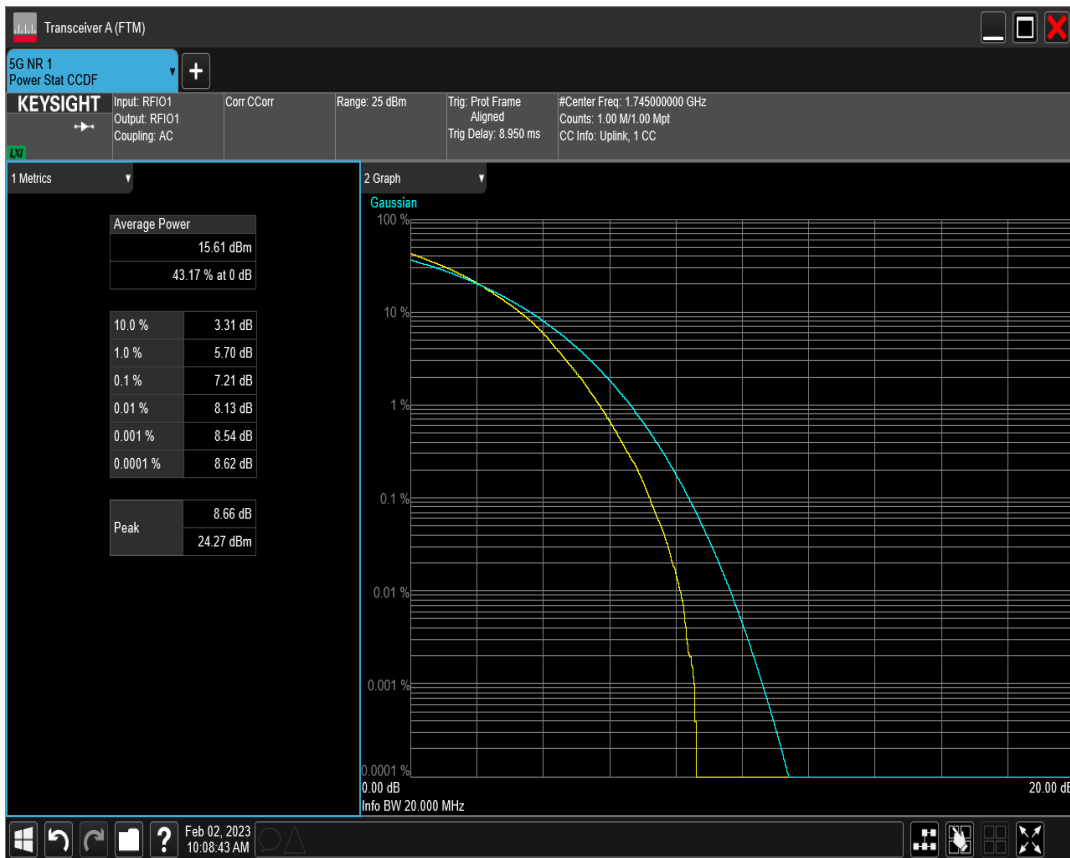 Transceiver A (FTM)
5G NR 1
Power Stat CCDF
KEYSIGHT
LXI
Input: RFIO1
Output: RFIO1
Coupling: AC
Corr CCorr
Range: 25 dBm
Trig: Prot Frame
Aligned
Trig Delay: 8.950 ms
#Center Freq: 1.745000000 GHz
Counts: 1.00 M/1.00 Mpt
CC Info: Uplink, 1 CC
1 Metrics
Average Power
15.61 dBm
43.17 % at 0 dB
10.0 % 3.31 dB
1.0 % 5.70 dB
0.1 % 7.21 dB
0.01 % 8.13 dB
0.001 % 8.54 dB
0.0001 % 8.62 dB
Peak
8.66 dB
24.27 dBm
2 Graph
Gaussian
100 %
10 %
1 %
0.1 %
0.01 %
0.001 %
0.0001 %
0.00 dB
20.00 dB
Info BW 20.000 MHz
?
Feb 02, 2023
10:08:43 AM